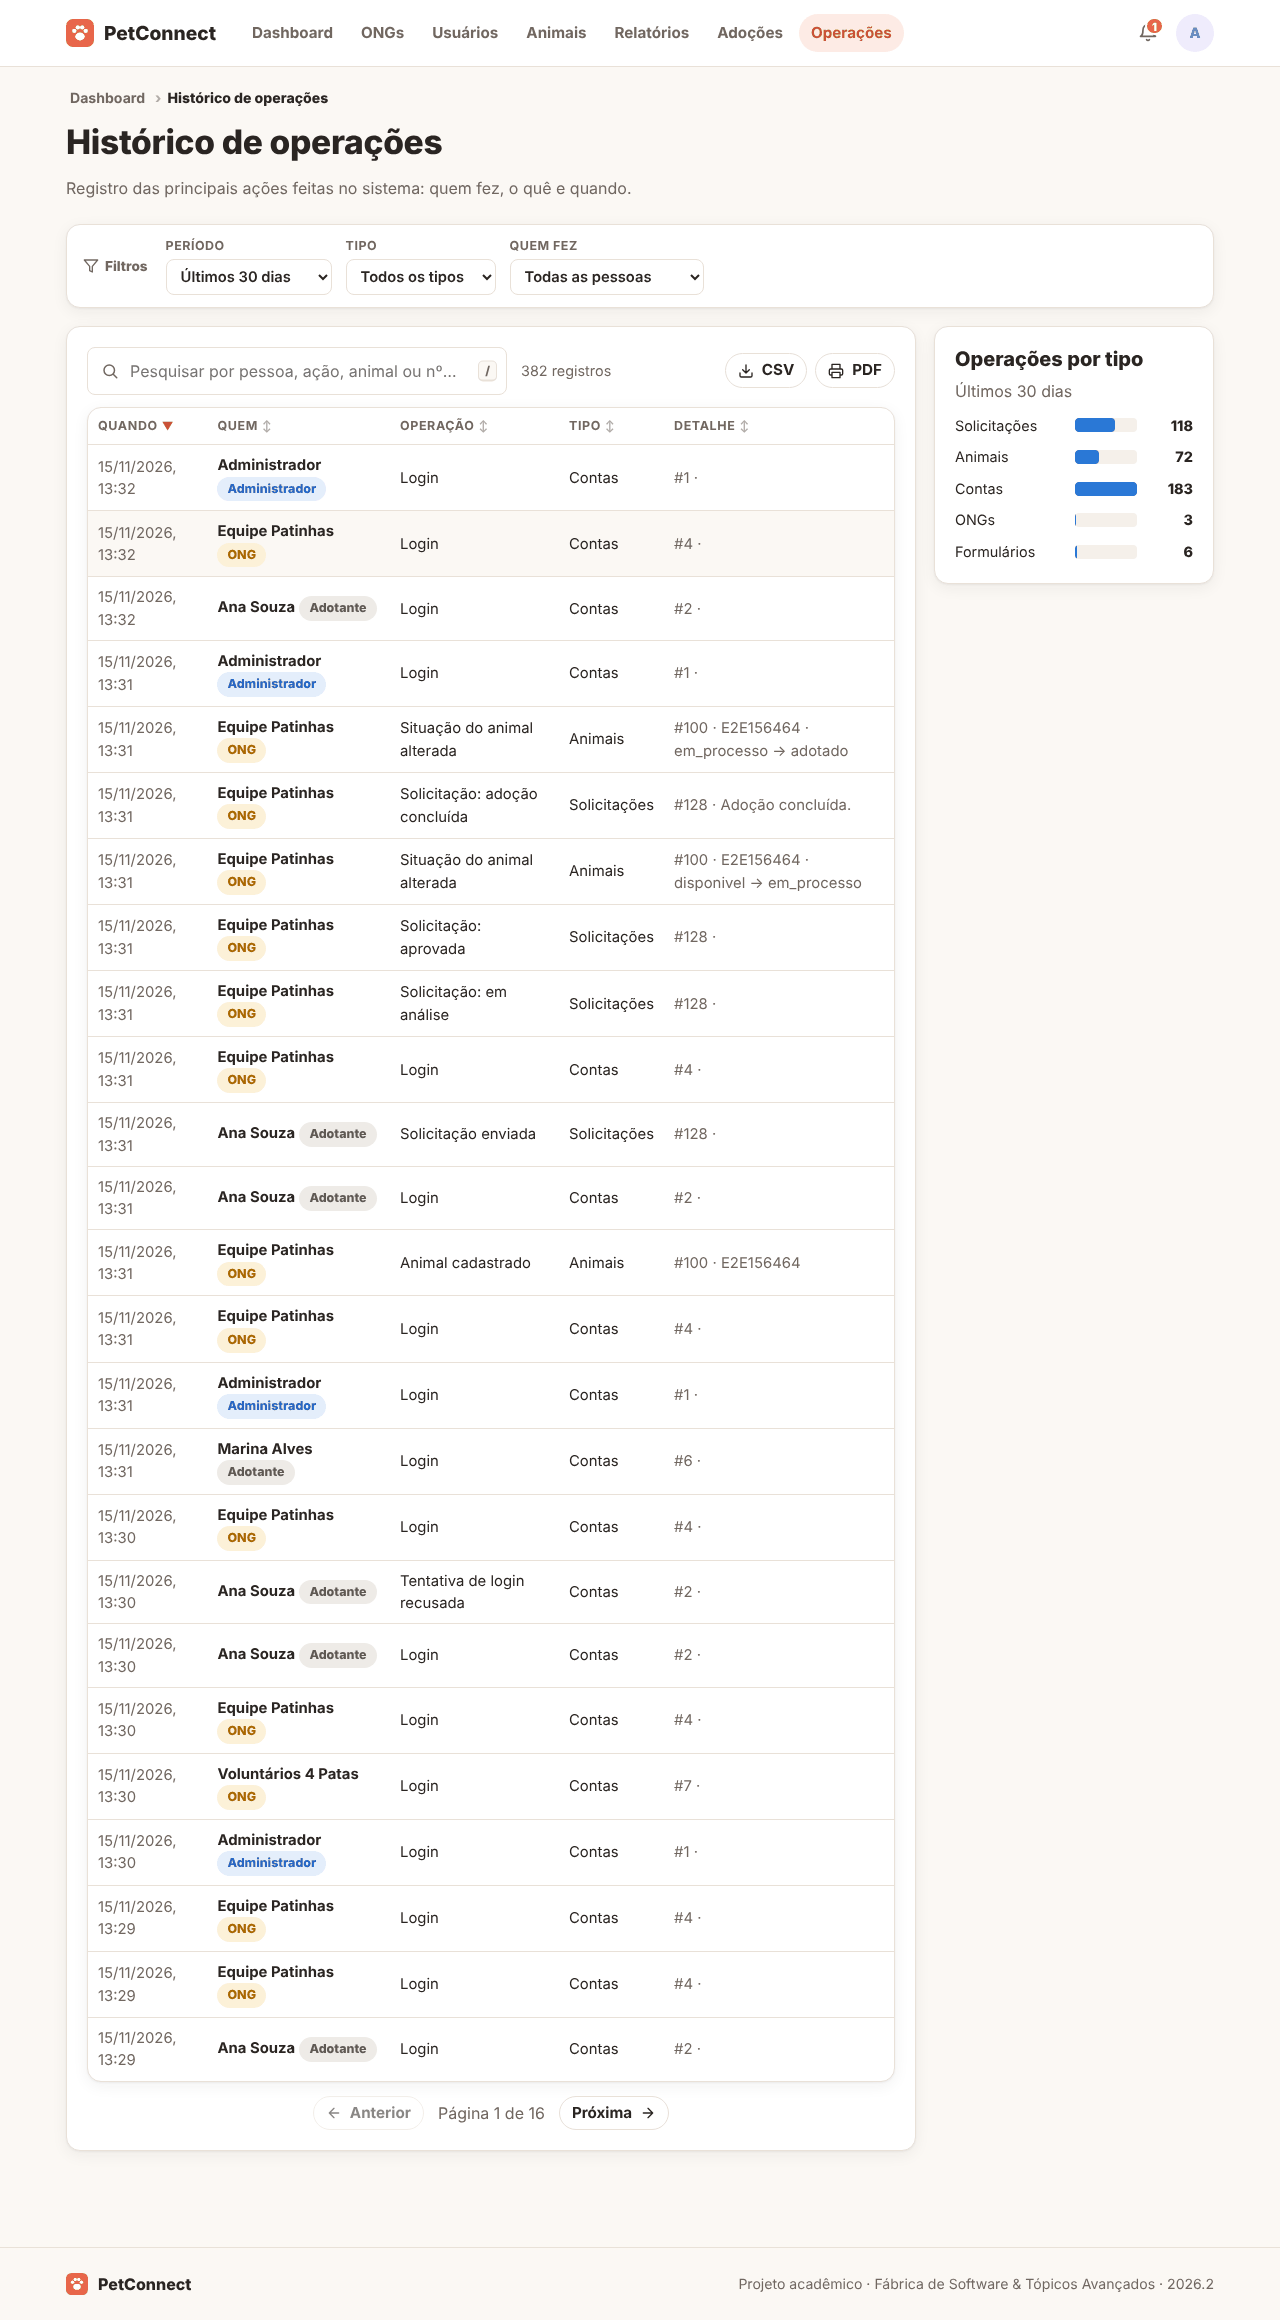 PetConnect
Dashboard
ONGs
Usuários
Animais
Relatórios
Adoções
Operações
1
A
Dashboard › Histórico de operações
Histórico de operações
Registro das principais ações feitas no sistema: quem fez, o quê e quando.
Filtros
PERÍODO
Últimos 30 dias
TIPO
Todos os tipos
QUEM FEZ
Todas as pessoas
Pesquisar por pessoa, ação, animal ou nº...
/
382 registros
CSV
PDF
QUANDO ▼ QUEM ↕ OPERAÇÃO ↕ TIPO ↕ DETALHE ↕
15/11/2026,
13:32
Administrador
Administrador
Login
Contas
#1 ·
15/11/2026,
13:32
Equipe Patinhas
ONG
Login
Contas
#4 ·
15/11/2026,
13:32
Ana Souza Adotante
Login
Contas
#2 ·
15/11/2026,
13:31
Administrador
Administrador
Login
Contas
#1 ·
15/11/2026,
13:31
Equipe Patinhas
ONG
Situação do animal
alterada
Animais
#100 · E2E156464 ·
em_processo → adotado
15/11/2026,
13:31
Equipe Patinhas
ONG
Solicitação: adoção
concluída
Solicitações
#128 · Adoção concluída.
15/11/2026,
13:31
Equipe Patinhas
ONG
Situação do animal
alterada
Animais
#100 · E2E156464 ·
disponivel → em_processo
15/11/2026,
13:31
Equipe Patinhas
ONG
Solicitação:
aprovada
Solicitações
#128 ·
15/11/2026,
13:31
Equipe Patinhas
ONG
Solicitação: em
análise
Solicitações
#128 ·
15/11/2026,
13:31
Equipe Patinhas
ONG
Login
Contas
#4 ·
15/11/2026,
13:31
Ana Souza Adotante
Solicitação enviada
Solicitações
#128 ·
15/11/2026,
13:31
Ana Souza Adotante
Login
Contas
#2 ·
15/11/2026,
13:31
Equipe Patinhas
ONG
Animal cadastrado
Animais
#100 · E2E156464
15/11/2026,
13:31
Equipe Patinhas
ONG
Login
Contas
#4 ·
15/11/2026,
13:31
Administrador
Administrador
Login
Contas
#1 ·
15/11/2026,
13:31
Marina Alves
Adotante
Login
Contas
#6 ·
15/11/2026,
13:30
Equipe Patinhas
ONG
Login
Contas
#4 ·
15/11/2026,
13:30
Ana Souza Adotante
Tentativa de login
recusada
Contas
#2 ·
15/11/2026,
13:30
Ana Souza Adotante
Login
Contas
#2 ·
15/11/2026,
13:30
Equipe Patinhas
ONG
Login
Contas
#4 ·
15/11/2026,
13:30
Voluntários 4 Patas
ONG
Login
Contas
#7 ·
15/11/2026,
13:30
Administrador
Administrador
Login
Contas
#1 ·
15/11/2026,
13:29
Equipe Patinhas
ONG
Login
Contas
#4 ·
15/11/2026,
13:29
Equipe Patinhas
ONG
Login
Contas
#4 ·
15/11/2026,
13:29
Ana Souza Adotante
Login
Contas
#2 ·
← Anterior
Página 1 de 16
Próxima →
Operações por tipo
Últimos 30 dias
Solicitações 118
Animais 72
Contas 183
ONGs 3
Formulários 6
PetConnect
Projeto acadêmico · Fábrica de Software & Tópicos Avançados · 2026.2